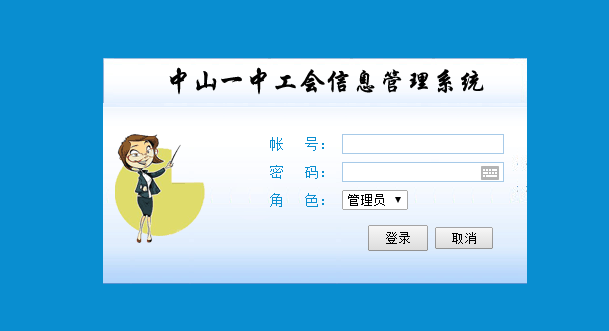 中山一中工会信息管理系统
帐 号：
密 码：
角 色： 管理员
登录 取消